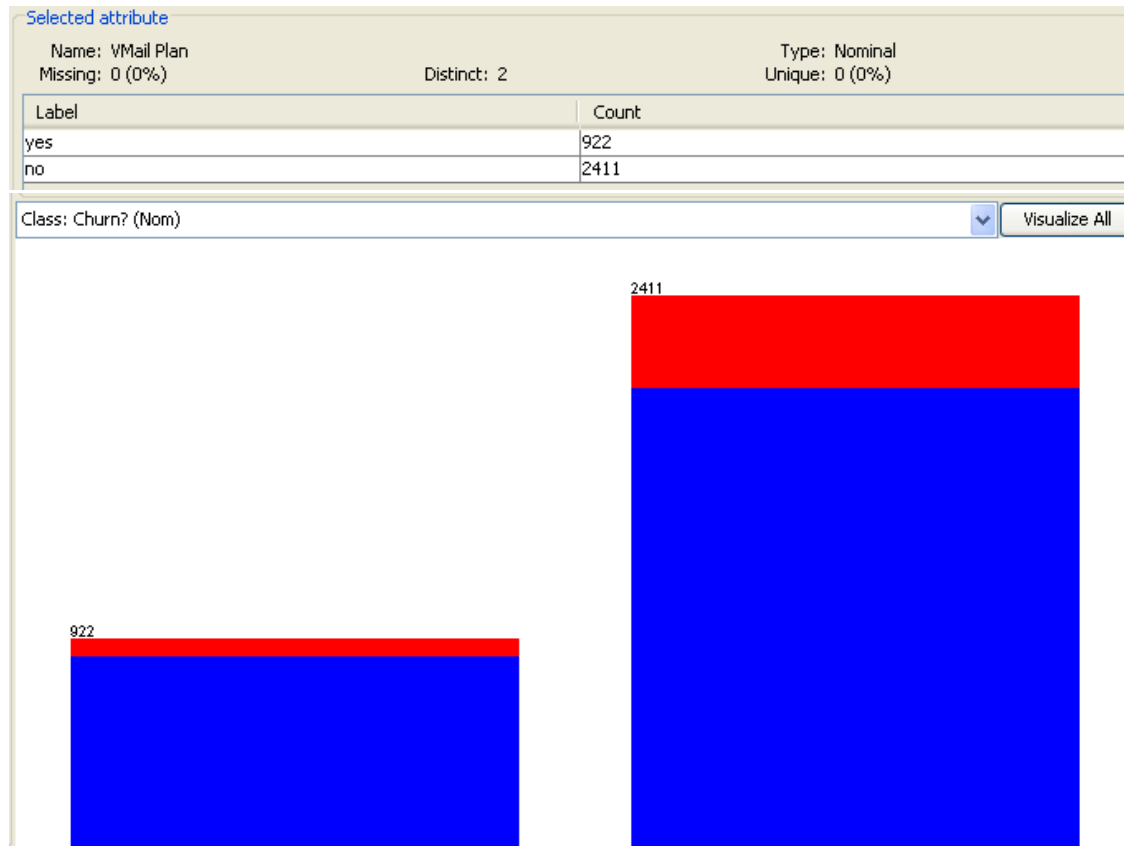 Selected attribute
Name: VMail Plan Type: Nominal
Missing: 0 (0%) Distinct: 2 Unique: 0 (0%)
Label Count
yes 922
no 2411
Class: Churn? (Nom) Visualize All
2411
922